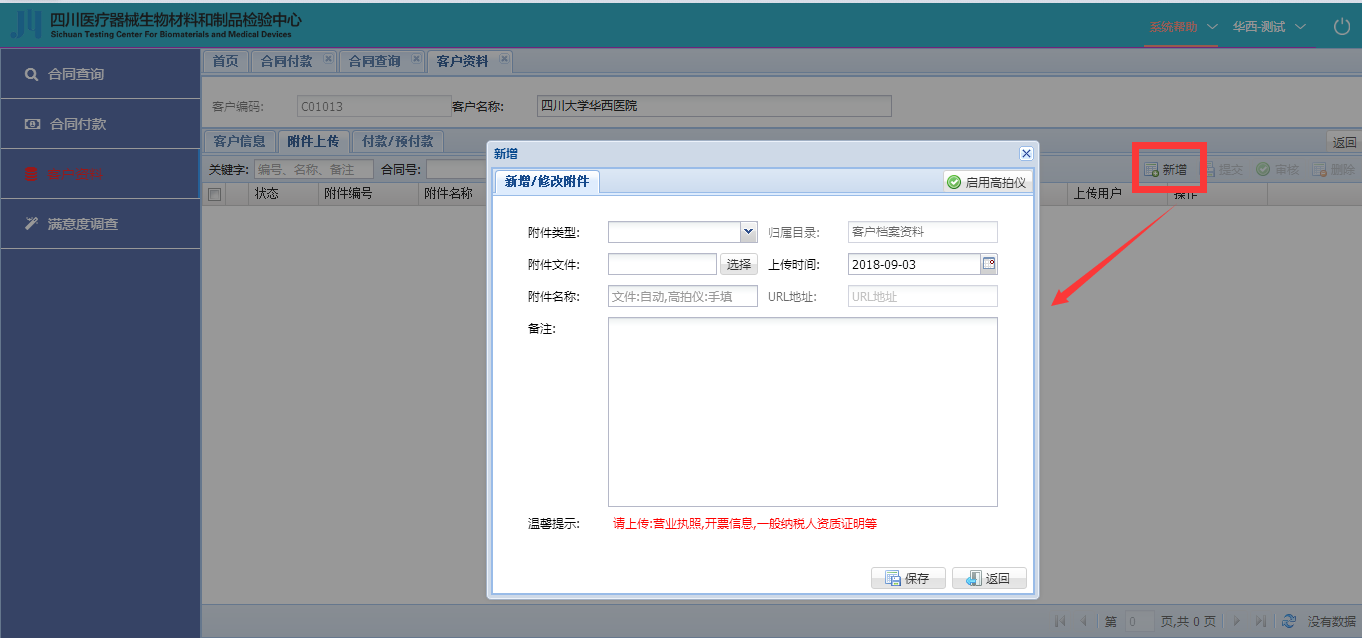 四川医疗器械生物材料和制品检验中心
Sichuan Testing Center For Biomaterials and Medical Devices
系统帮助 华西-测试
合同查询
合同付款
满意度调查
首页 合同付款 合同查询 客户资料
客户编码: C01013 客户名称: 四川大学华西医院
客户信息 附件上传 付款/预付款 返回
关键字: 编号、名称、备注 合同号: 新增 提交 审核 删除
状态 附件编号 附件名称 上传用户 操作
新增
新增/修改附件 启用高拍仪
附件类型: 归属目录: 客户档案资料
附件文件: 选择 上传时间: 2018-09-03
附件名称: 文件:自动,高拍仪:手填 URL地址: URL地址
备注:
温馨提示: 请上传:营业执照,开票信息,一般纳税人资质证明等
保存 返回
第 0 页,共 0 页 没有数据